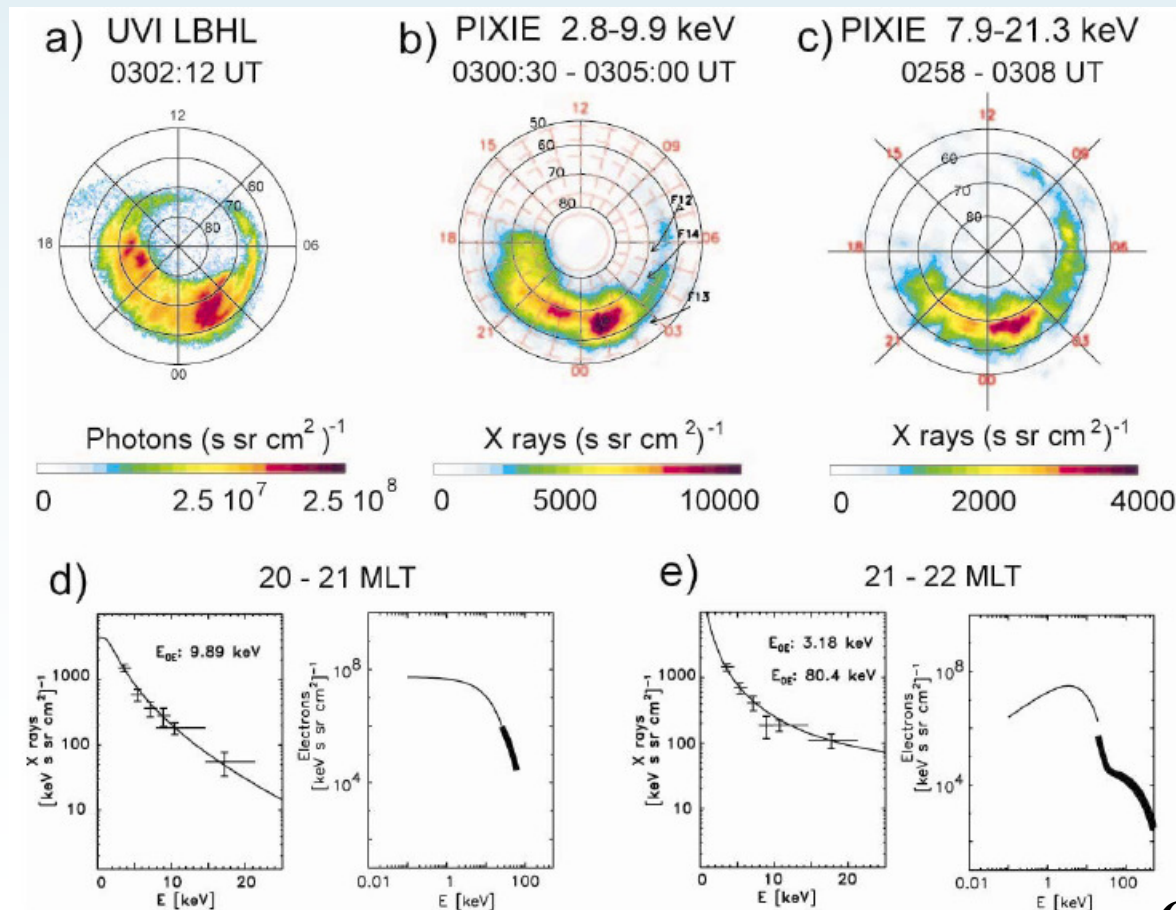 a) UVI LBHL
0302:12 UT
12
18
06
00
60
70
80
Photons (s sr cm²)⁻¹
0 2.5 10⁷ 2.5 10⁸
b) PIXIE 2.8-9.9 keV
0300:30 - 0305:00 UT
12
15
09
18
06
21
03
00
50
60
70
80
F12
F14
F13
X rays (s sr cm²)⁻¹
0 5000 10000
c) PIXIE 7.9-21.3 keV
0258 - 0308 UT
12
15
09
18
06
21
03
00
60
70
80
X rays (s sr cm²)⁻¹
0 2000 4000
d) 20 - 21 MLT
X rays
[keV s sr cm²]⁻¹
1000
100
10
E₀E: 9.89 keV
0 10 20
E [keV]
Electrons
[keV s sr cm²]⁻¹
10⁸
10⁴
0.01 1 100
E [keV]
e) 21 - 22 MLT
X rays
[keV s sr cm²]⁻¹
1000
100
10
E₀E: 3.18 keV
E₀E: 80.4 keV
0 10 20
E [keV]
Electrons
[keV s sr cm²]⁻¹
10⁸
10⁴
0.01 1 100
E [keV]